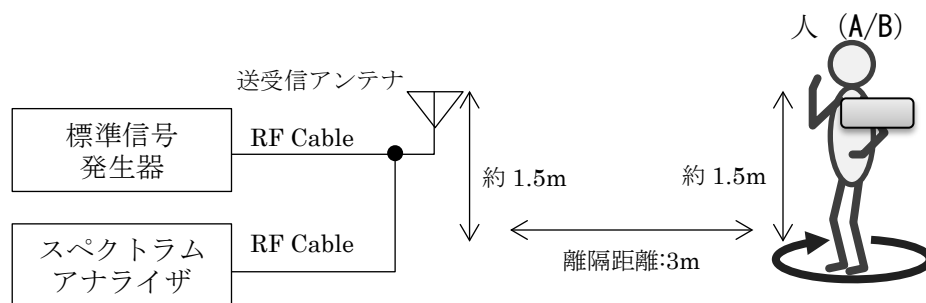 人 (A/B)
送受信アンテナ
標準信号
発生器
RF Cable
約 1.5m
約 1.5m
スペクトラム
アナライザ
RF Cable
離隔距離:3m